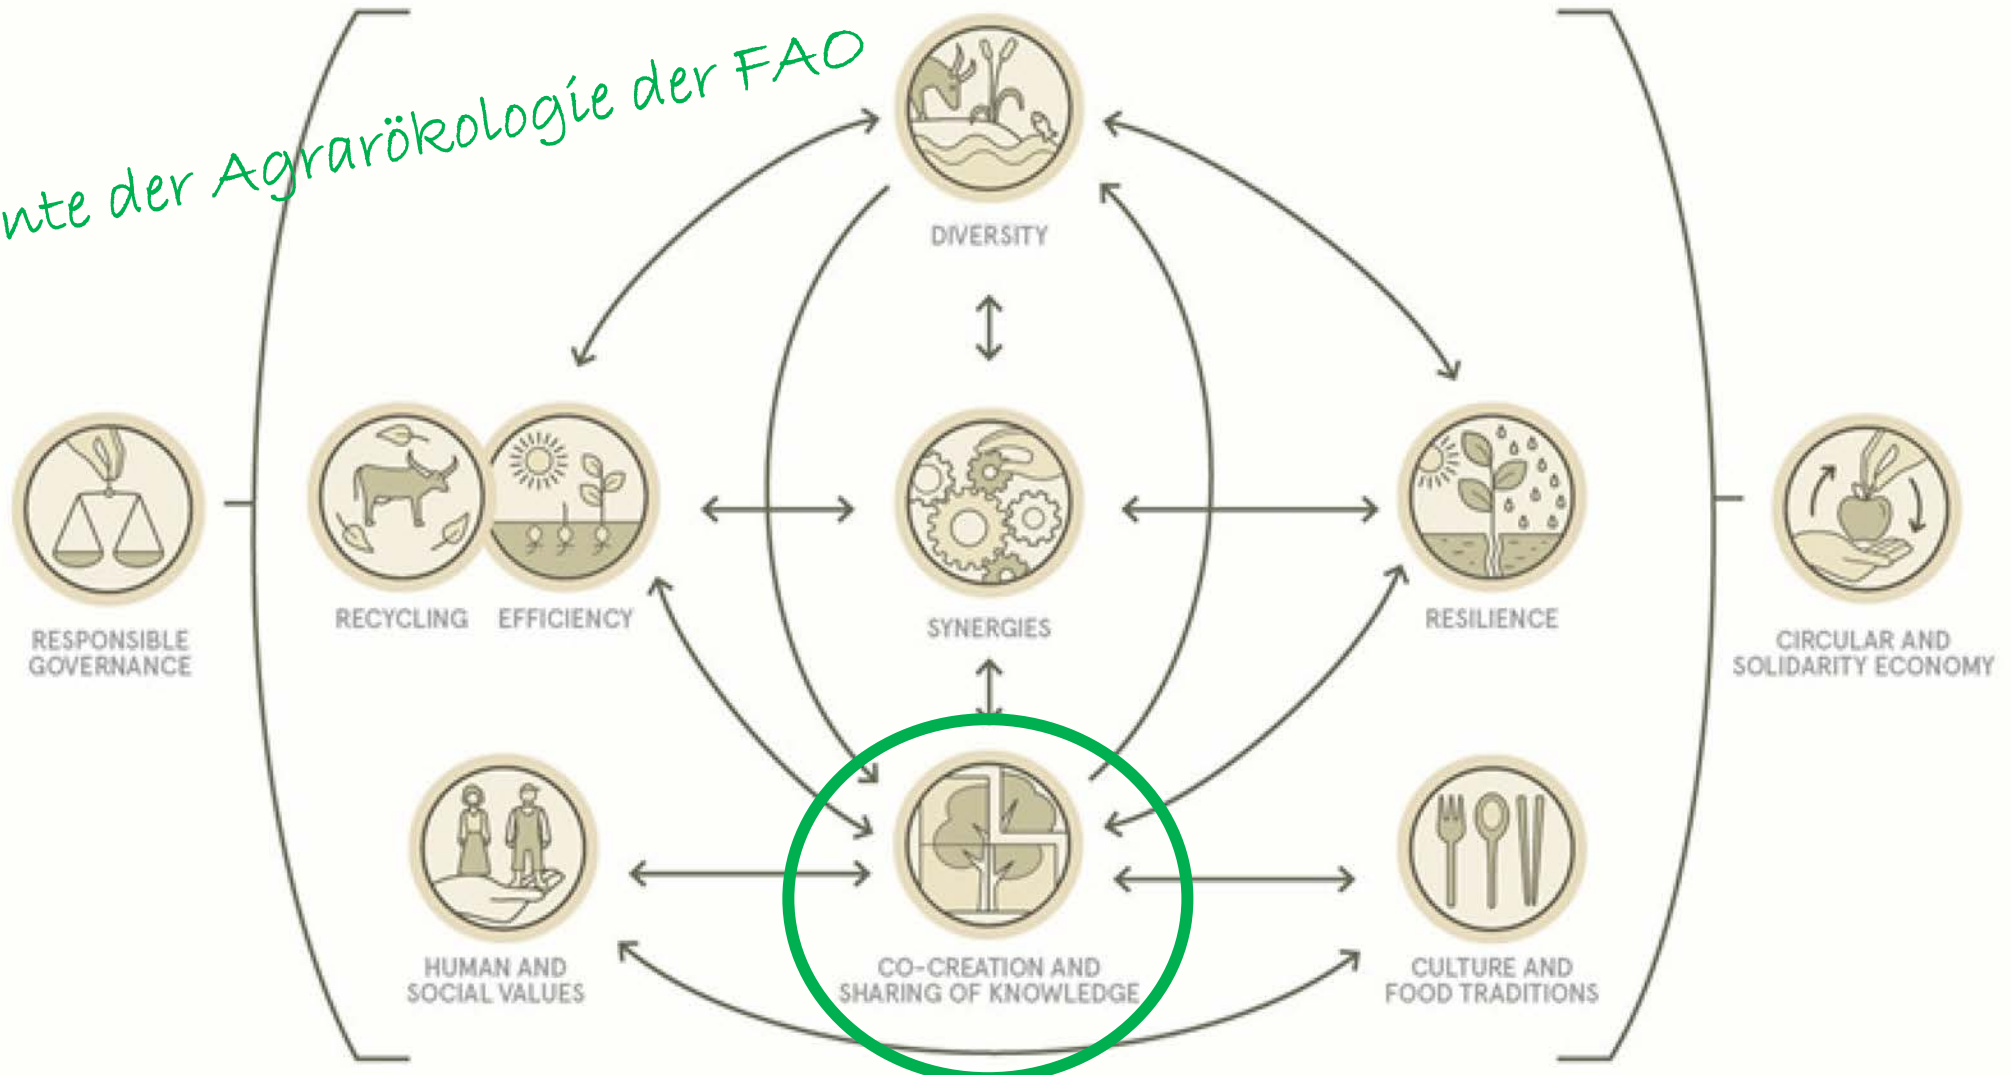 nte der Agrarökologie der FAO
DIVERSITY
RECYCLING
EFFICIENCY
SYNERGIES
RESILIENCE
RESPONSIBLE
GOVERNANCE
CIRCULAR AND
SOLIDARITY ECONOMY
HUMAN AND
SOCIAL VALUES
CO-CREATION AND
SHARING OF KNOWLEDGE
CULTURE AND
FOOD TRADITIONS